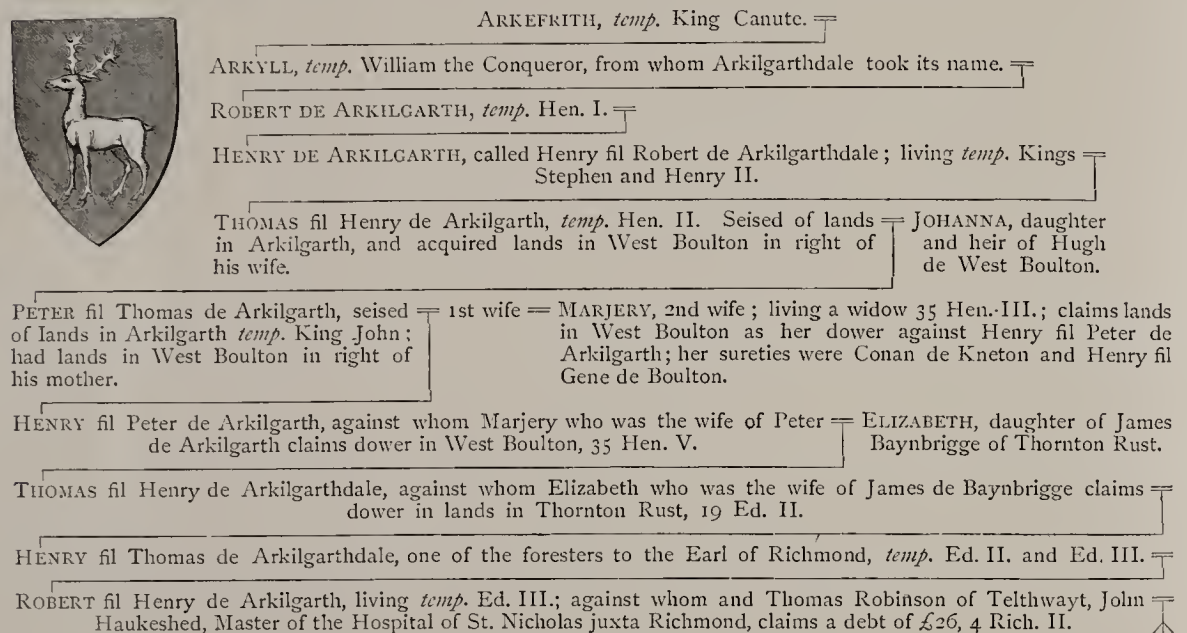 ARKEFRITH, temp. King Canute.
ARKYLL, temp. William the Conqueror, from whom Arkilgarthdale took its name.
ROBERT DE ARKILGARTH, temp. Hen. I.
HENRY DE ARKILGARTH, called Henry fil Robert de Arkilgarthdale; living temp. Kings
Stephen and Henry II.
THOMAS fil Henry de Arkilgarth, temp. Hen. II. Seised of lands
in Arkilgarth, and acquired lands in West Boulton in right of
his wife.
JOHANNA, daughter
and heir of Hugh
de West Boulton.
PETER fil Thomas de Arkilgarth, seised
of lands in Arkilgarth temp. King John;
had lands in West Boulton in right of
his mother.
1st wife
MARJERY, 2nd wife; living a widow 35 Hen. III.; claims lands
in West Boulton as her dower against Henry fil Peter de
Arkilgarth; her sureties were Conan de Kneton and Henry fil
Gene de Boulton.
HENRY fil Peter de Arkilgarth, against whom Marjery who was the wife of Peter
de Arkilgarth claims dower in West Boulton, 35 Hen. V.
ELIZABETH, daughter of James
Baynbrigge of Thornton Rust.
THOMAS fil Henry de Arkilgarthdale, against whom Elizabeth who was the wife of James de Baynbrigge claims
dower in lands in Thornton Rust, 19 Ed. II.
HENRY fil Thomas de Arkilgarthdale, one of the foresters to the Earl of Richmond, temp. Ed. II. and Ed. III.
ROBERT fil Henry de Arkilgarth, living temp. Ed. III.; against whom and Thomas Robinson of Telthwayt, John
Haukeshed, Master of the Hospital of St. Nicholas juxta Richmond, claims a debt of £26, 4 Rich. II.